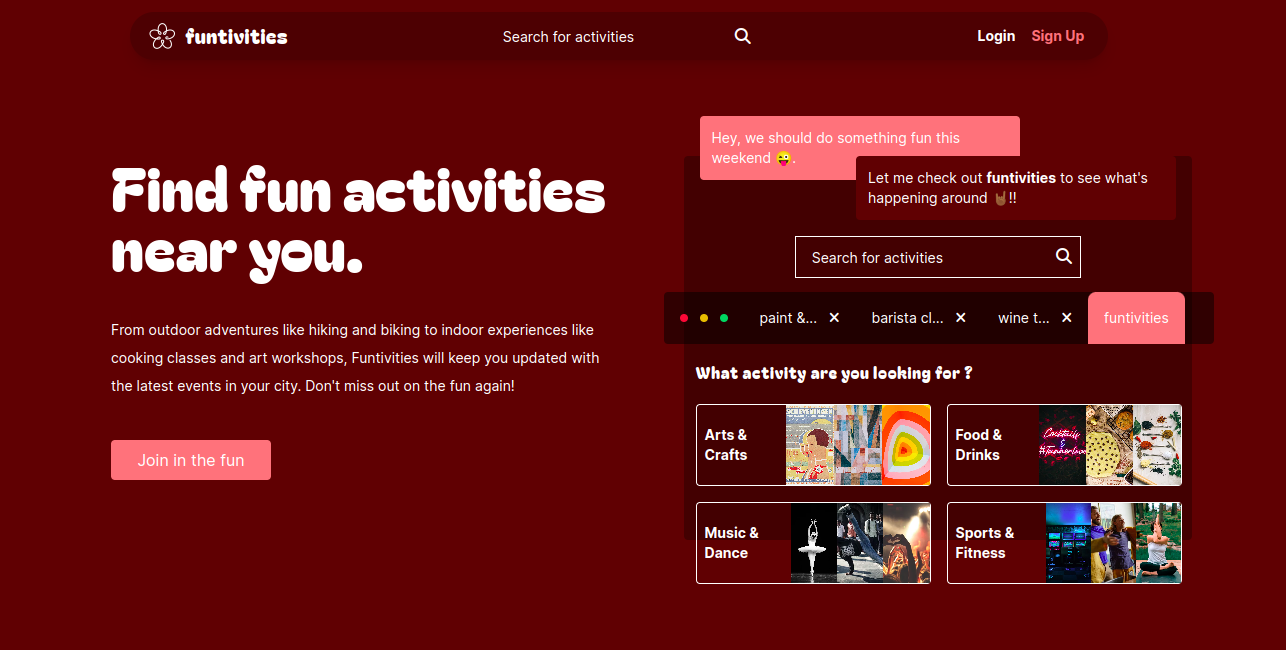 funtivities
Search for activities
Login Sign Up
Find fun activities
near you.
From outdoor adventures like hiking and biking to indoor experiences like
cooking classes and art workshops, Funtivities will keep you updated with
the latest events in your city. Don't miss out on the fun again!
Join in the fun
Hey, we should do something fun this
weekend 😜.
Let me check out funtivities to see what's
happening around 🤘🏾!!
Search for activities
paint &... barista cl... wine t... funtivities
What activity are you looking for ?
Arts &
Crafts
SCHEVENINGEN
Food &
Drinks
Cocktails
&
Music &
Dance
Sports &
Fitness